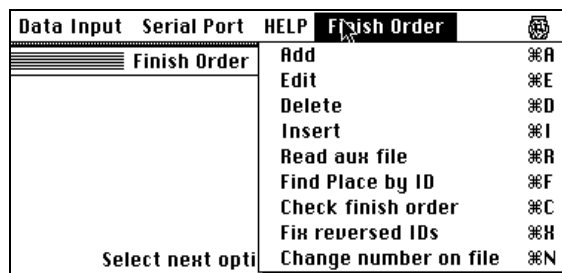 Data Input Serial Port HELP Finish Order
Finish Order
Add ⌘A
Edit ⌘E
Delete ⌘D
Insert ⌘I
Read aux file ⌘R
Find Place by ID ⌘F
Check finish order ⌘C
Fix reversed IDs ⌘X
Change number on file ⌘N
Select next opti